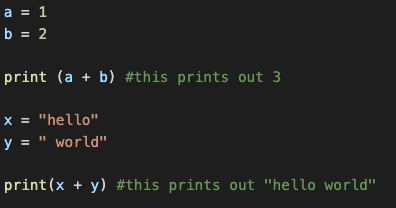 a = 1
b = 2
print (a + b) #this prints out 3
x = "hello"
y = " world"
print(x + y) #this prints out "hello world"